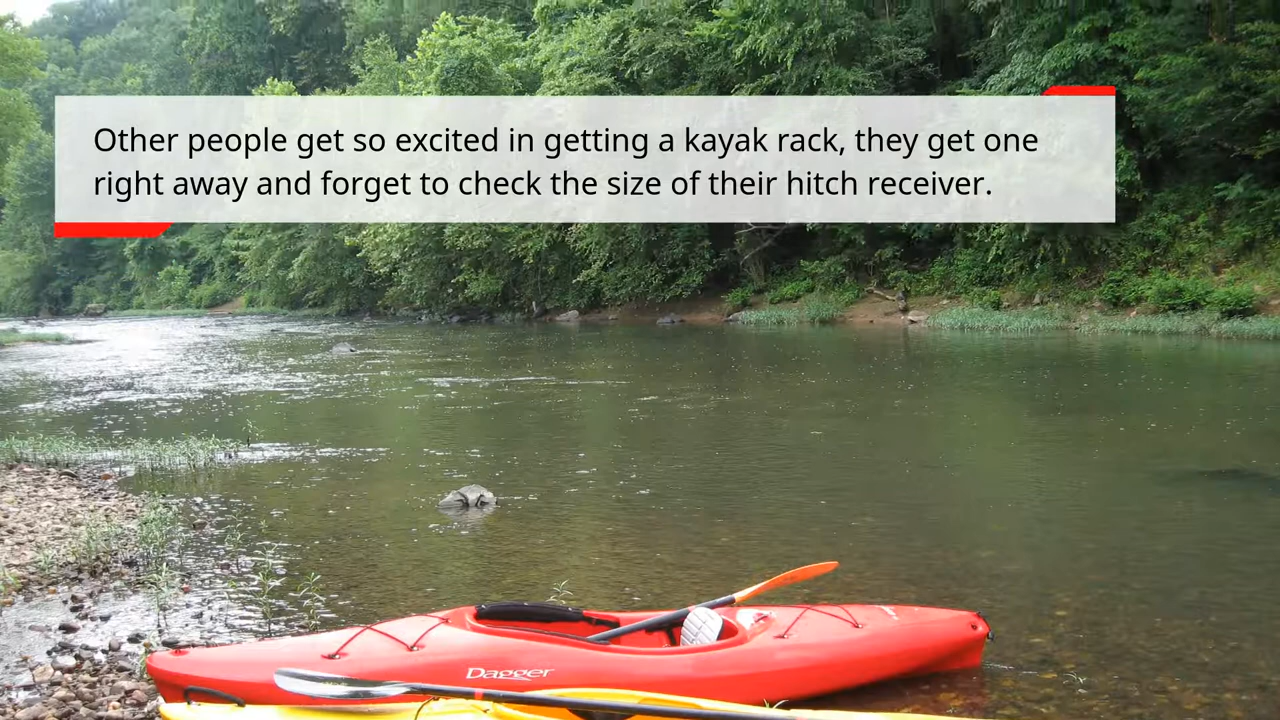 Other people get so excited in getting a kayak rack, they get one
right away and forget to check the size of their hitch receiver.
Dagger